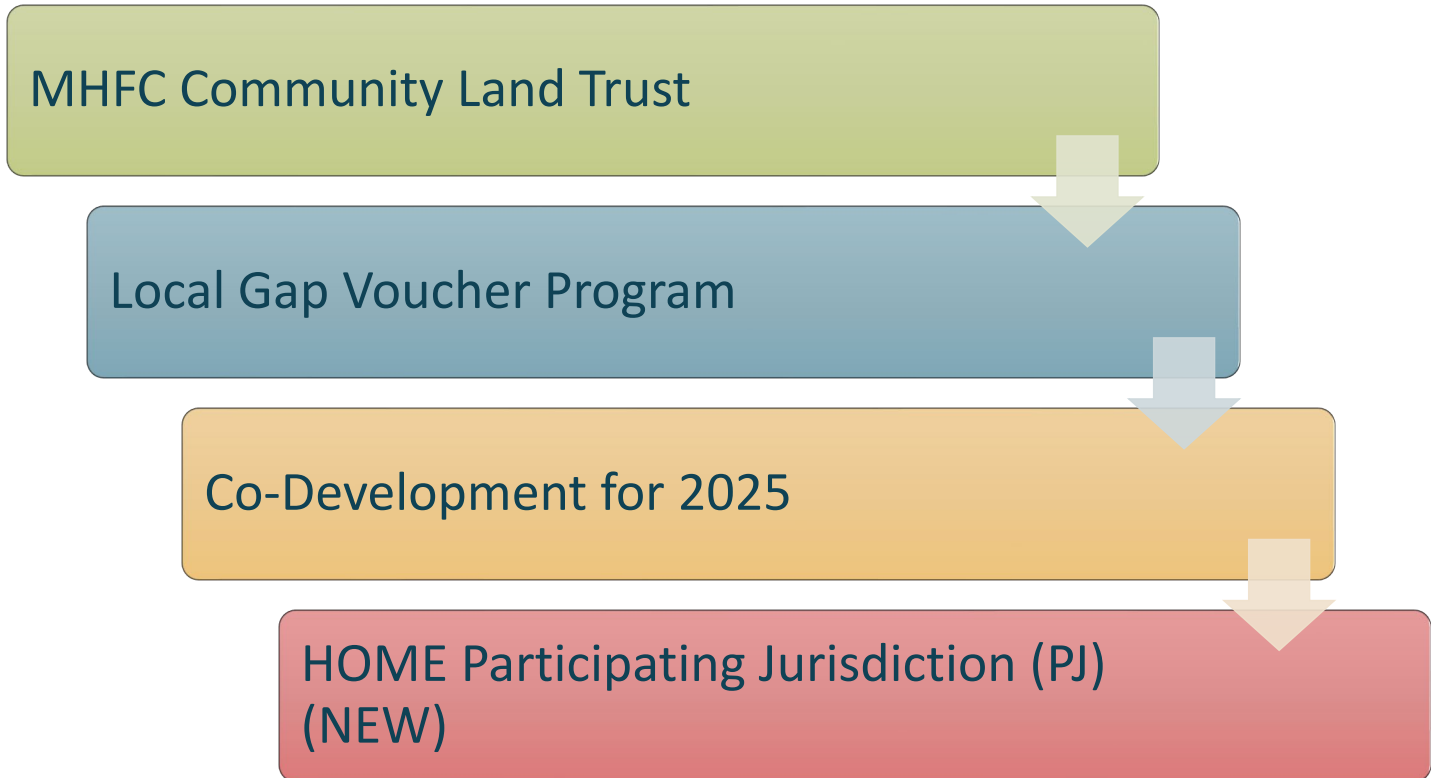 MHFC Community Land Trust
Local Gap Voucher Program
Co-Development for 2025
HOME Participating Jurisdiction (PJ)
(NEW)